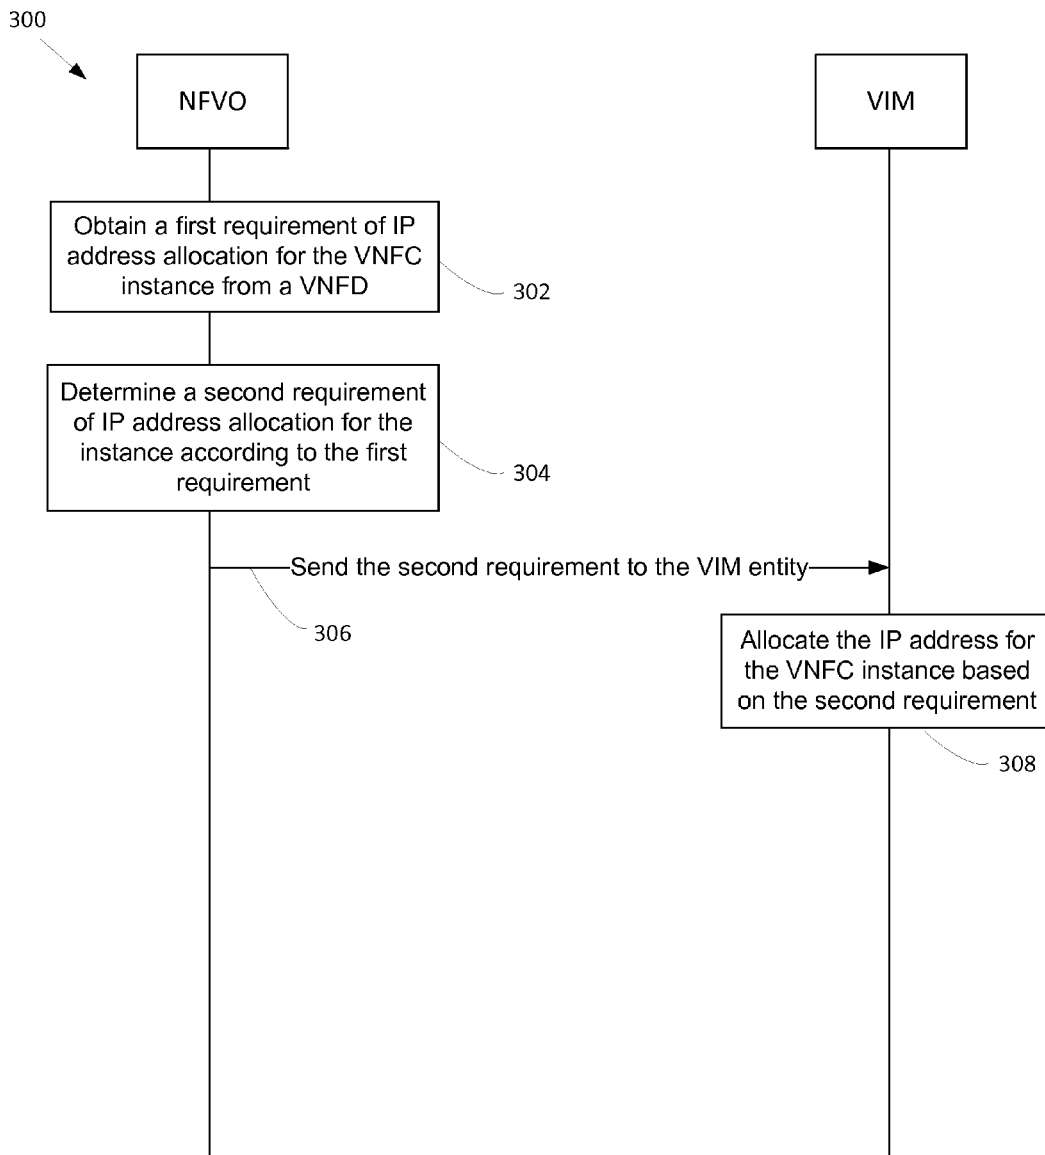 300
NFVO
VIM
Obtain a first requirement of IP
address allocation for the VNFC
instance from a VNFD
302
Determine a second requirement
of IP address allocation for the
instance according to the first
requirement
304
Send the second requirement to the VIM entity
306
Allocate the IP address for
the VNFC instance based
on the second requirement
308